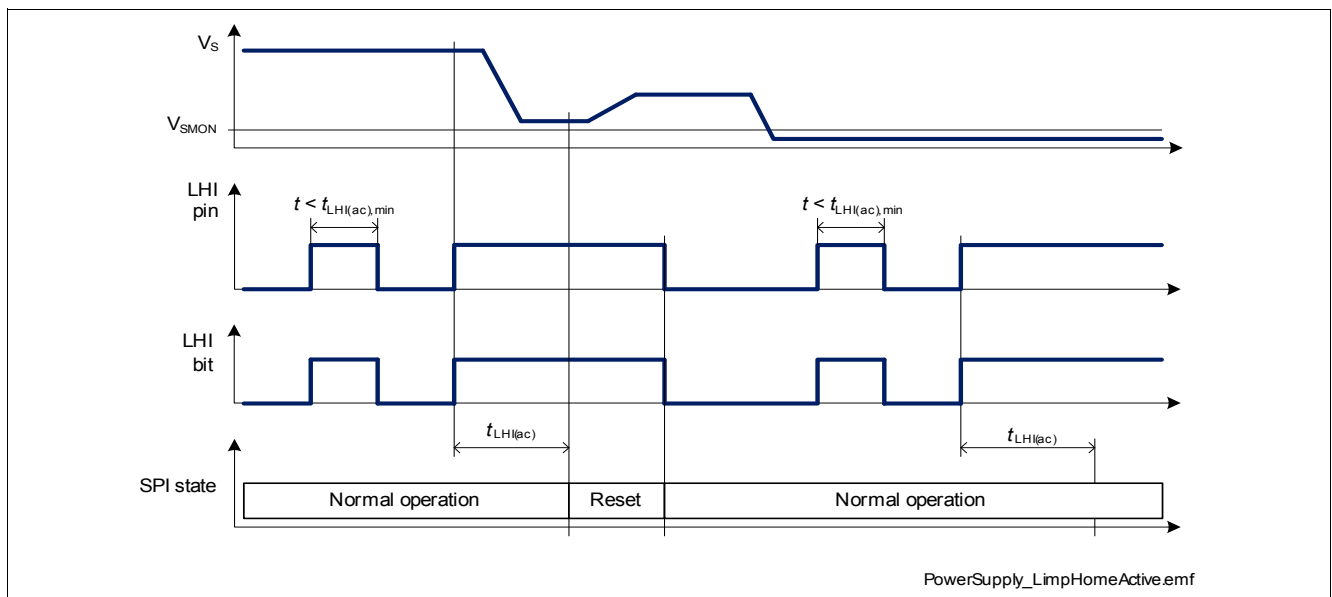 VS
VSMON
LHI
pin
t < tLHI(ac),min
t < tLHI(ac),min
LHI
bit
tLHI(ac)
tLHI(ac)
SPI state
Normal operation
Reset
Normal operation
PowerSupply_LimpHomeActive.emf